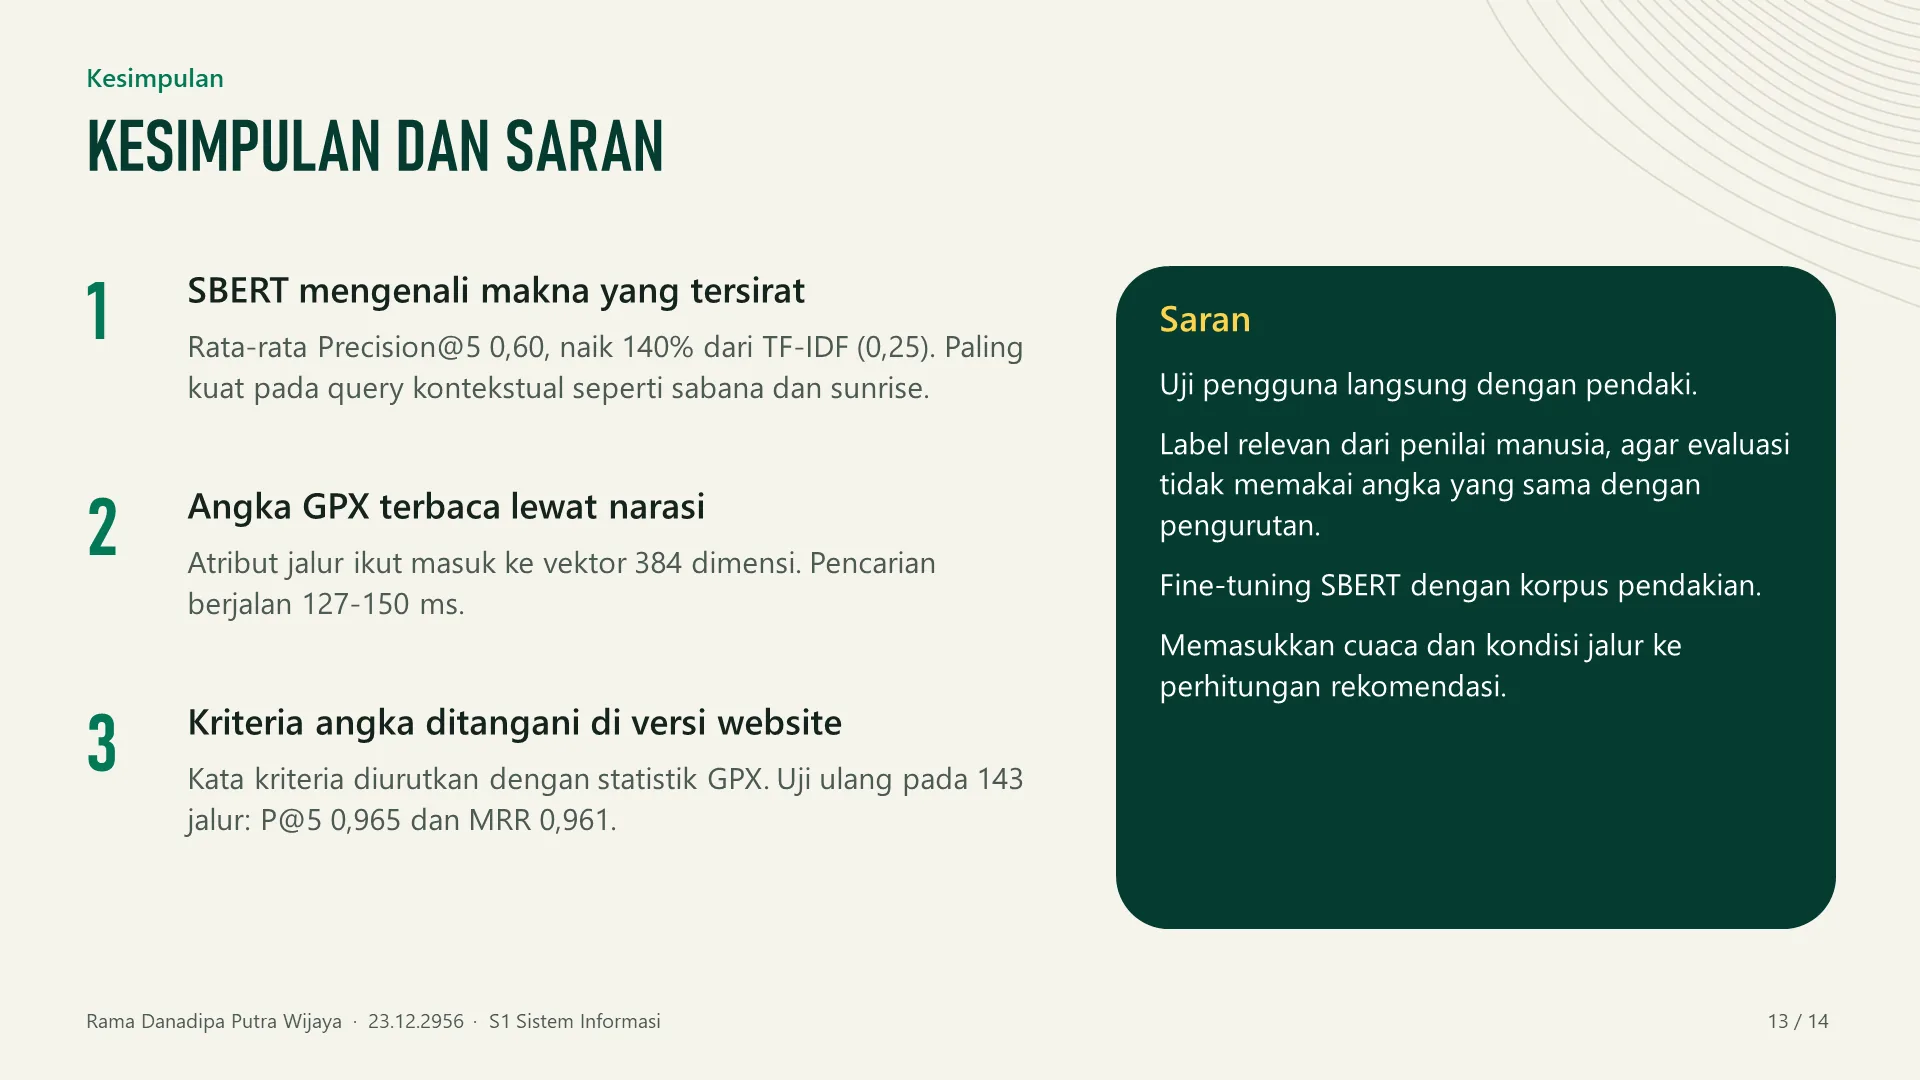 Kesimpulan
KESIMPULAN DAN SARAN
1
SBERT mengenali makna yang tersirat
Rata-rata Precision@5 0,60, naik 140% dari TF-IDF (0,25). Paling
kuat pada query kontekstual seperti sabana dan sunrise.
2
Angka GPX terbaca lewat narasi
Atribut jalur ikut masuk ke vektor 384 dimensi. Pencarian
berjalan 127-150 ms.
3
Kriteria angka ditangani di versi website
Kata kriteria diurutkan dengan statistik GPX. Uji ulang pada 143
jalur: P@5 0,965 dan MRR 0,961.
Saran
Uji pengguna langsung dengan pendaki.
Label relevan dari penilai manusia, agar evaluasi
tidak memakai angka yang sama dengan
pengurutan.
Fine-tuning SBERT dengan korpus pendakian.
Memasukkan cuaca dan kondisi jalur ke
perhitungan rekomendasi.
Rama Danadipa Putra Wijaya · 23.12.2956 · S1 Sistem Informasi
13 / 14